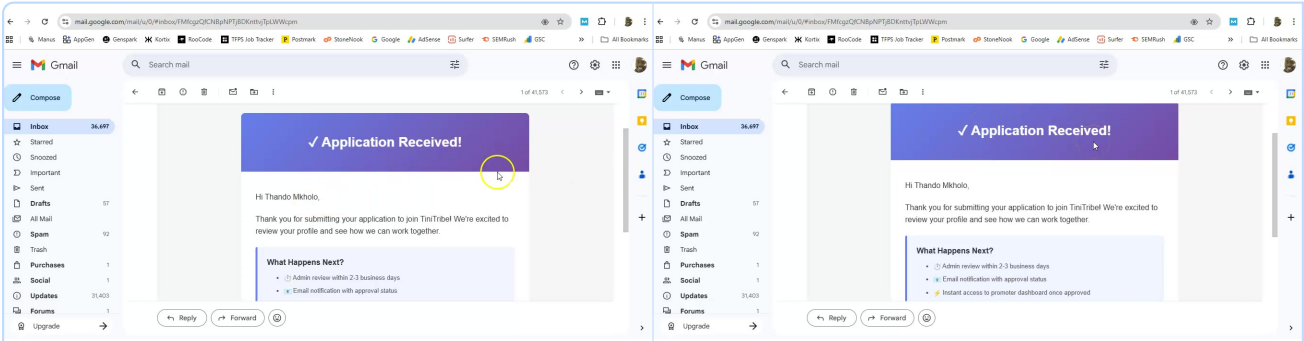 mail.google.com/mail/u/0/#inbox/FMfcgzQfCNBpNPTjBDKnttvjTpLWWcpm
Manus AppGen Genspark Kortix RooCode TFPS Job Tracker Postmark StoneNook Google AdSense Surfer SEMRush GSC » All Bookmarks
Gmail
Search mail
Compose
1 of 41,573
Inbox 36,697
Starred
Snoozed
Important
Sent
Drafts 57
All Mail
Spam 92
Trash
Purchases 1
Social 1
Updates 31,403
Forums 1
Upgrade
✓ Application Received!
Hi Thando Mkholo,
Thank you for submitting your application to join TiniTribe! We're excited to
review your profile and see how we can work together.
What Happens Next?
• Admin review within 2-3 business days
• Email notification with approval status
Reply Forward
mail.google.com/mail/u/0/#inbox/FMfcgzQfCNBpNPTjBDKnttvjTpLWWcpm
Manus AppGen Genspark Kortix RooCode TFPS Job Tracker Postmark StoneNook Google AdSense Surfer SEMRush GSC » All Bookmarks
Gmail
Search mail
Compose
1 of 41,573
Inbox 36,697
Starred
Snoozed
Important
Sent
Drafts 57
All Mail
Spam 92
Trash
Purchases 1
Social 1
Updates 31,403
Forums 1
Upgrade
✓ Application Received!
Hi Thando Mkholo,
Thank you for submitting your application to join TiniTribe! We're excited to
review your profile and see how we can work together.
What Happens Next?
• Admin review within 2-3 business days
• Email notification with approval status
• ⚡ Instant access to promoter dashboard once approved
Reply Forward